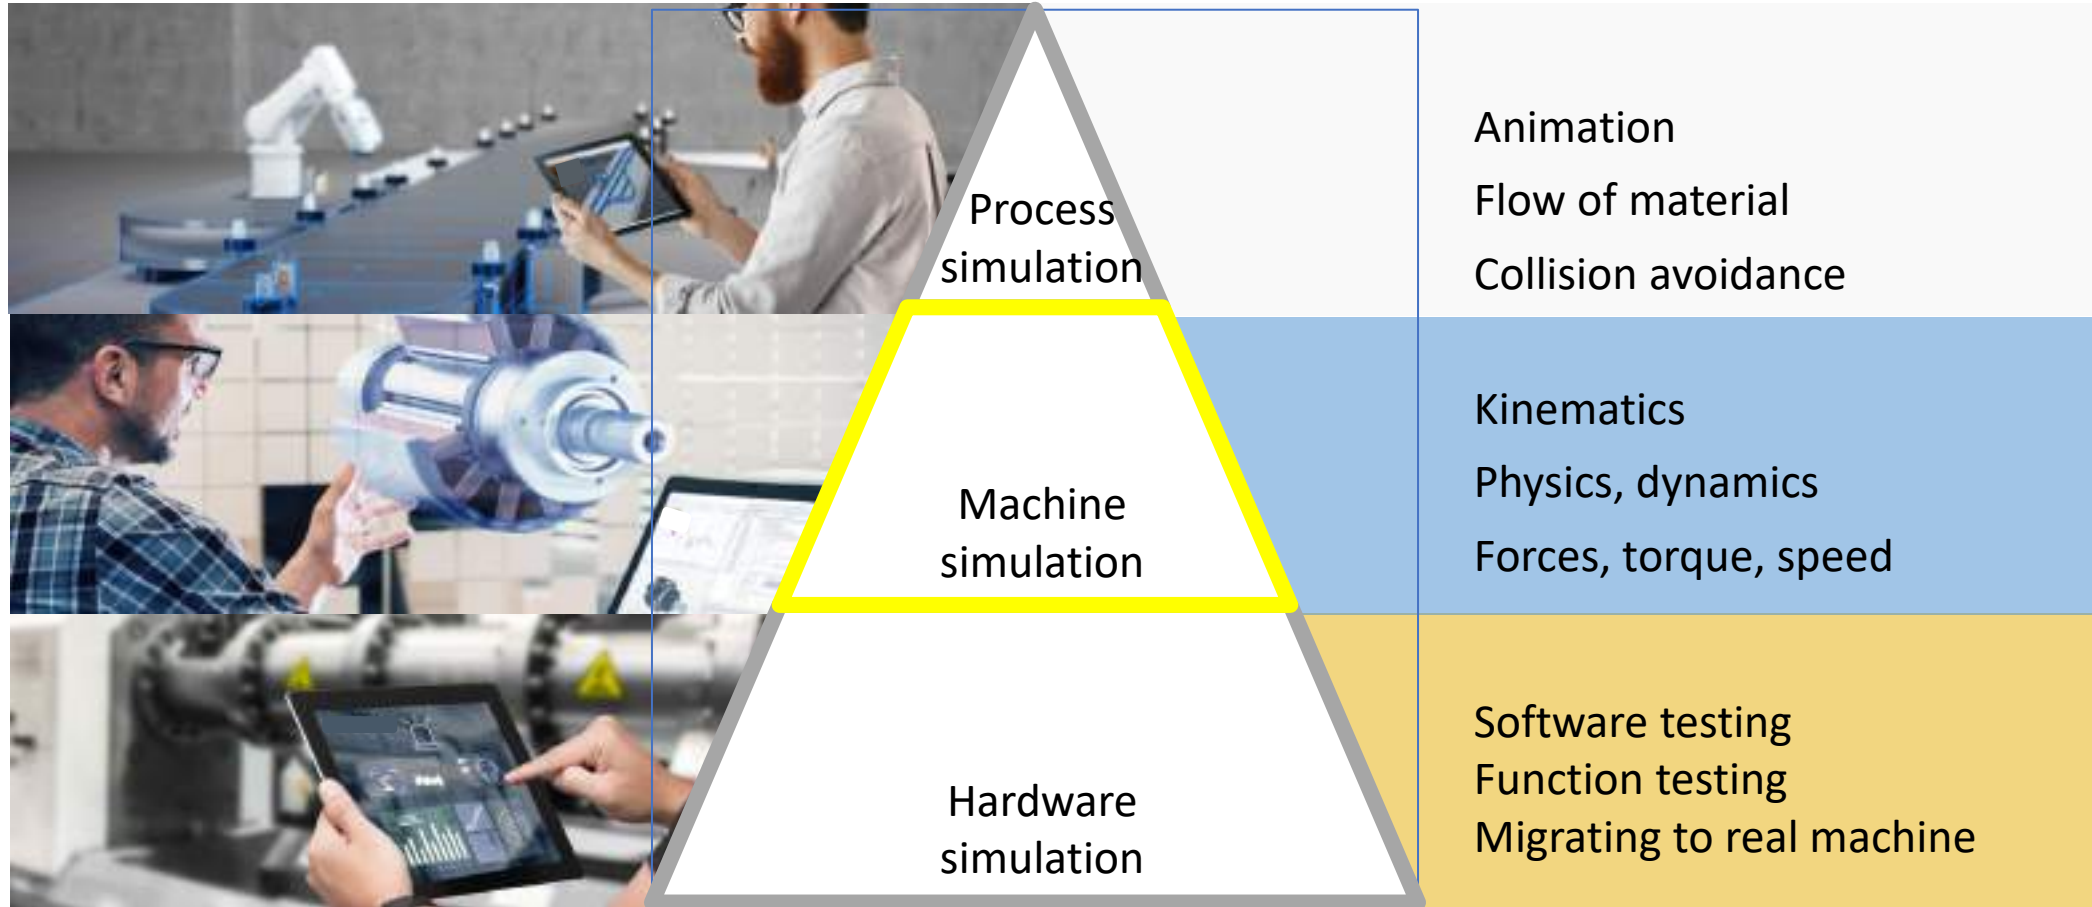 Process
simulation
Animation
Flow of material
Collision avoidance
Machine
simulation
Kinematics
Physics, dynamics
Forces, torque, speed
Hardware
simulation
Software testing
Function testing
Migrating to real machine